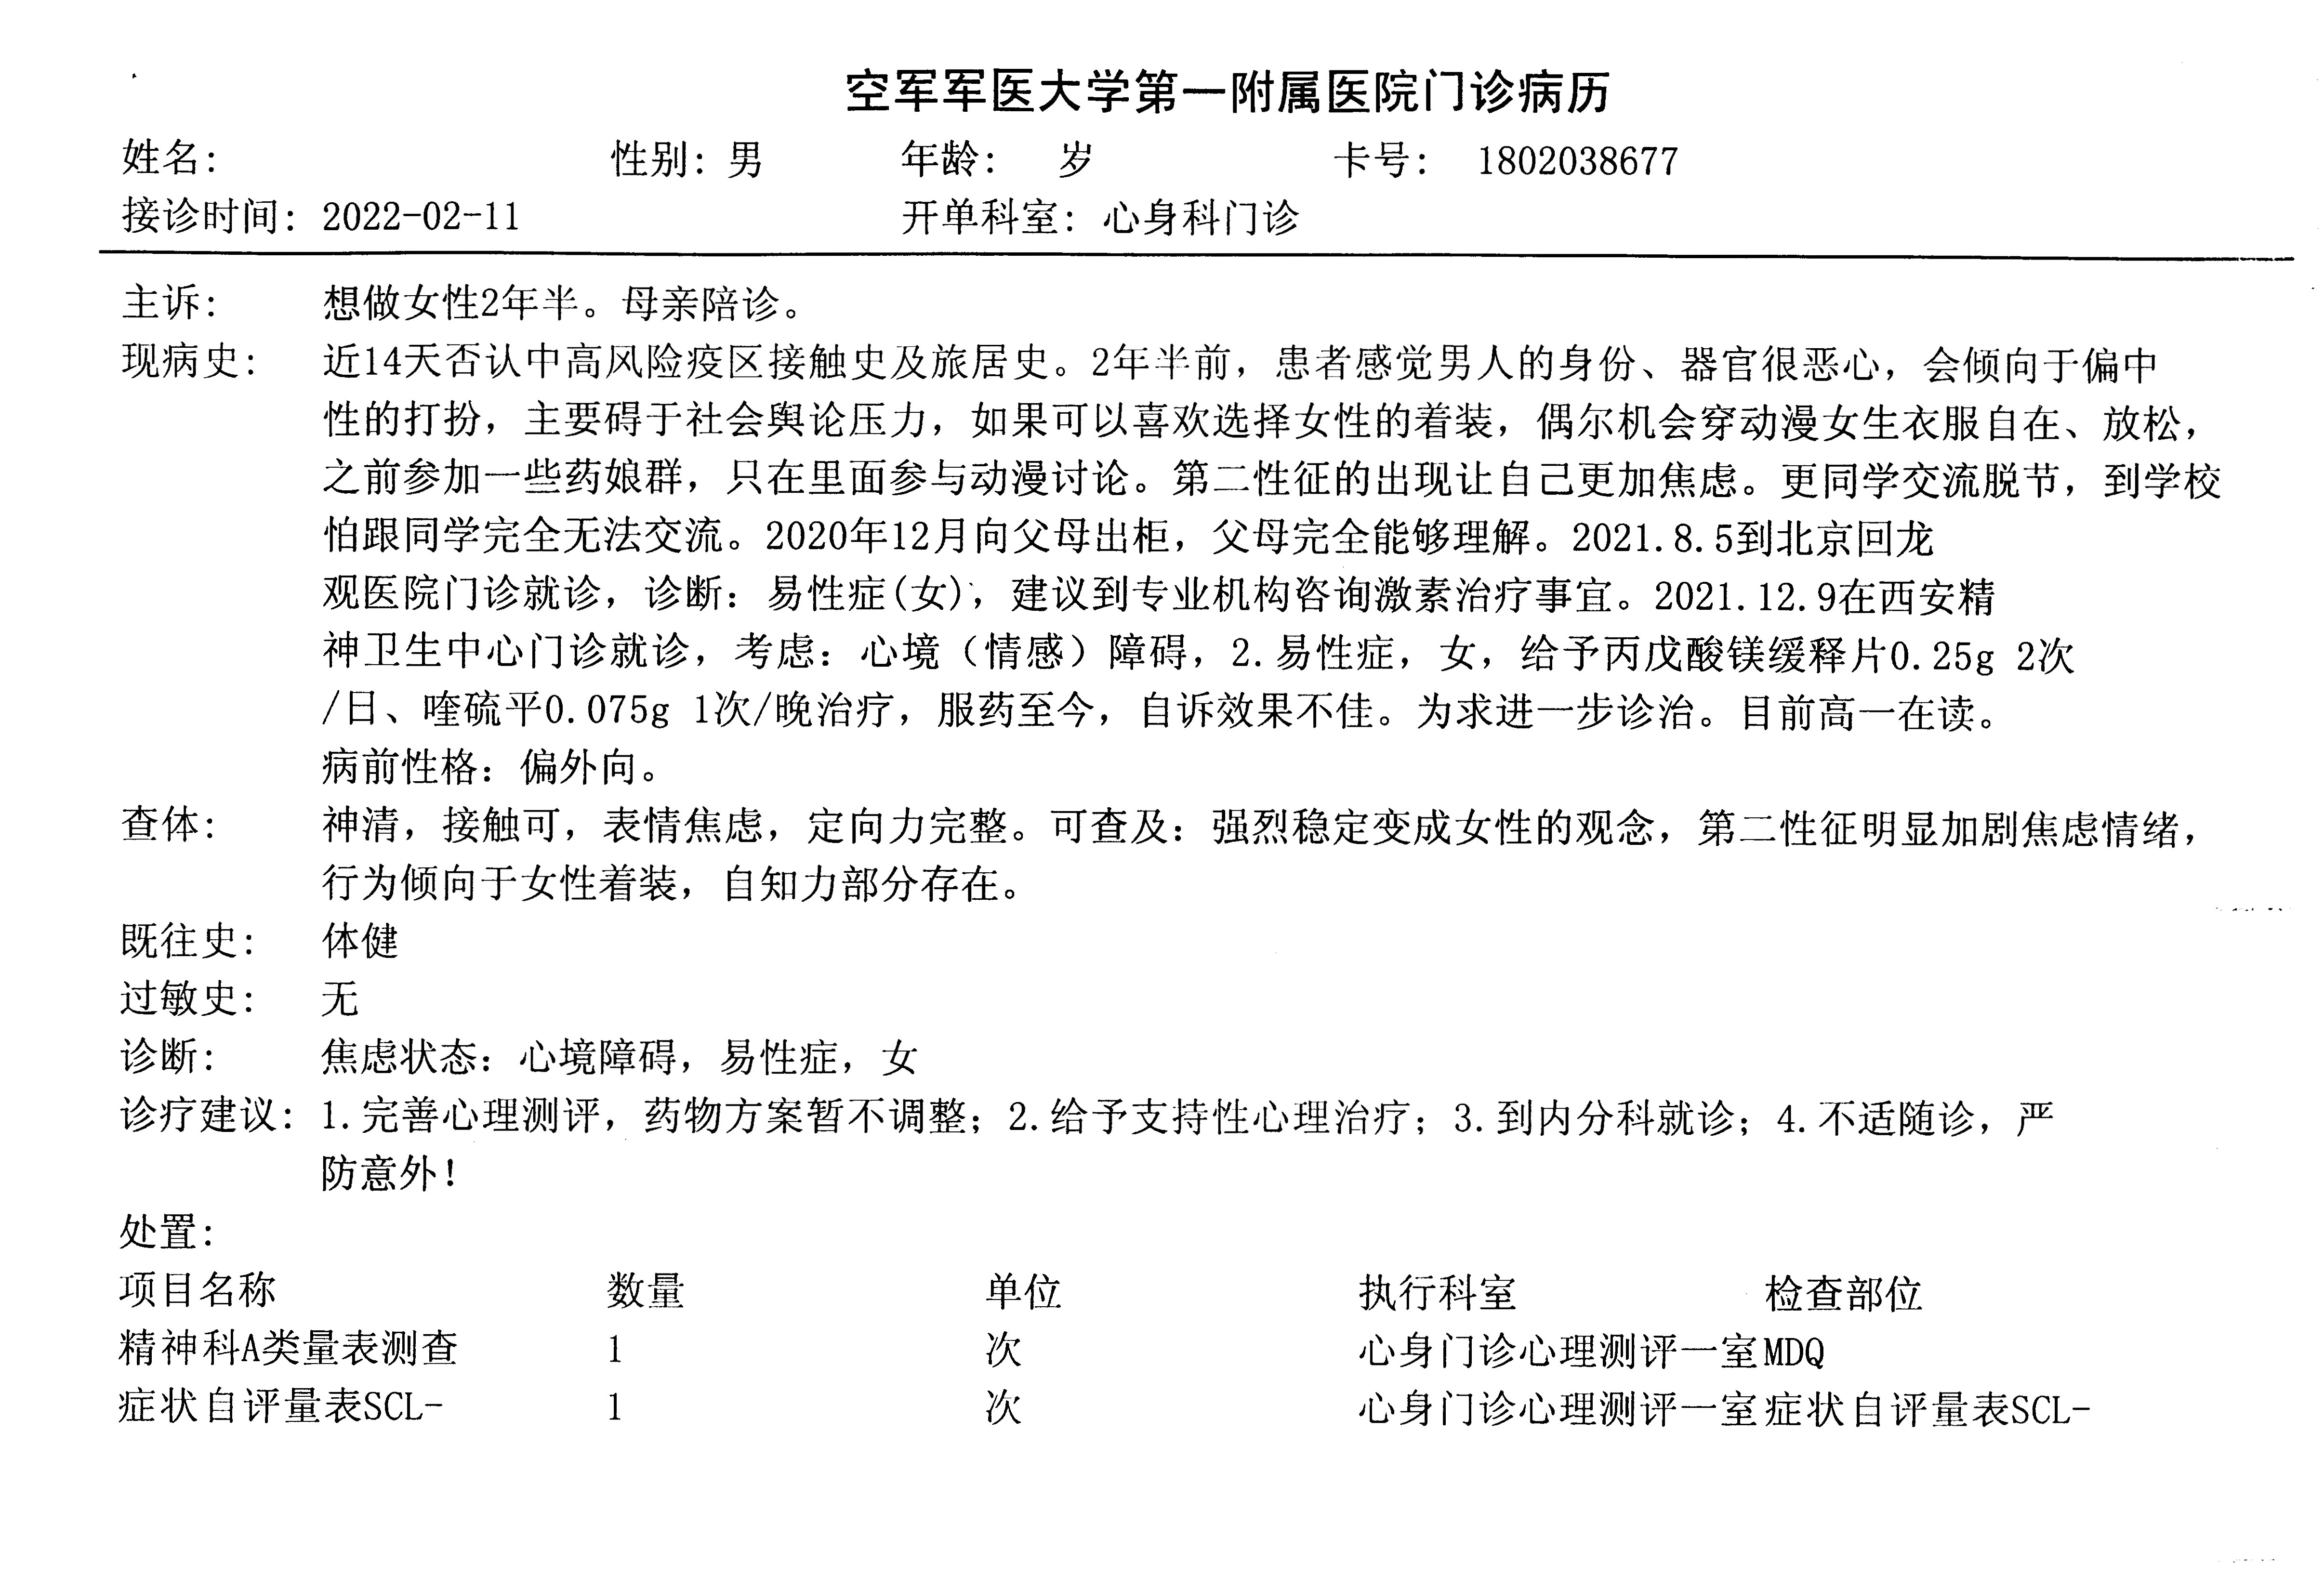 空军军医大学第一附属医院门诊病历
姓名: 性别: 男 年龄: 岁 卡号: 1802038677
接诊时间: 2022-02-11 开单科室: 心身科门诊
主诉: 想做女性2年半。母亲陪诊。
现病史: 近14天否认中高风险疫区接触史及旅居史。2年半前，患者感觉男人的身份、器官很恶心，会倾向于偏中
性的打扮，主要碍于社会舆论压力，如果可以喜欢选择女性的着装，偶尔机会穿动漫女生衣服自在、放松，
之前参加一些药娘群，只在里面参与动漫讨论。第二性征的出现让自己更加焦虑。更同学交流脱节，到学校
怕跟同学完全无法交流。2020年12月向父母出柜，父母完全能够理解。2021.8.5到北京回龙
观医院门诊就诊，诊断：易性症(女)，建议到专业机构咨询激素治疗事宜。2021.12.9在西安精
神卫生中心门诊就诊，考虑：心境（情感）障碍，2.易性症，女，给予丙戊酸镁缓释片0.25g 2次
/日、喹硫平0.075g 1次/晚治疗，服药至今，自诉效果不佳。为求进一步诊治。目前高一在读。
病前性格：偏外向。
查体: 神清，接触可，表情焦虑，定向力完整。可查及：强烈稳定变成女性的观念，第二性征明显加剧焦虑情绪，
行为倾向于女性着装，自知力部分存在。
既往史: 体健
过敏史: 无
诊断: 焦虑状态：心境障碍，易性症，女
诊疗建议: 1.完善心理测评，药物方案暂不调整；2.给予支持性心理治疗；3.到内分科就诊；4.不适随诊，严
防意外！
处置:
项目名称 数量 单位 执行科室 检查部位
精神科A类量表测查 1 次 心身门诊心理测评一室 MDQ
症状自评量表SCL- 1 次 心身门诊心理测评一室 症状自评量表SCL-